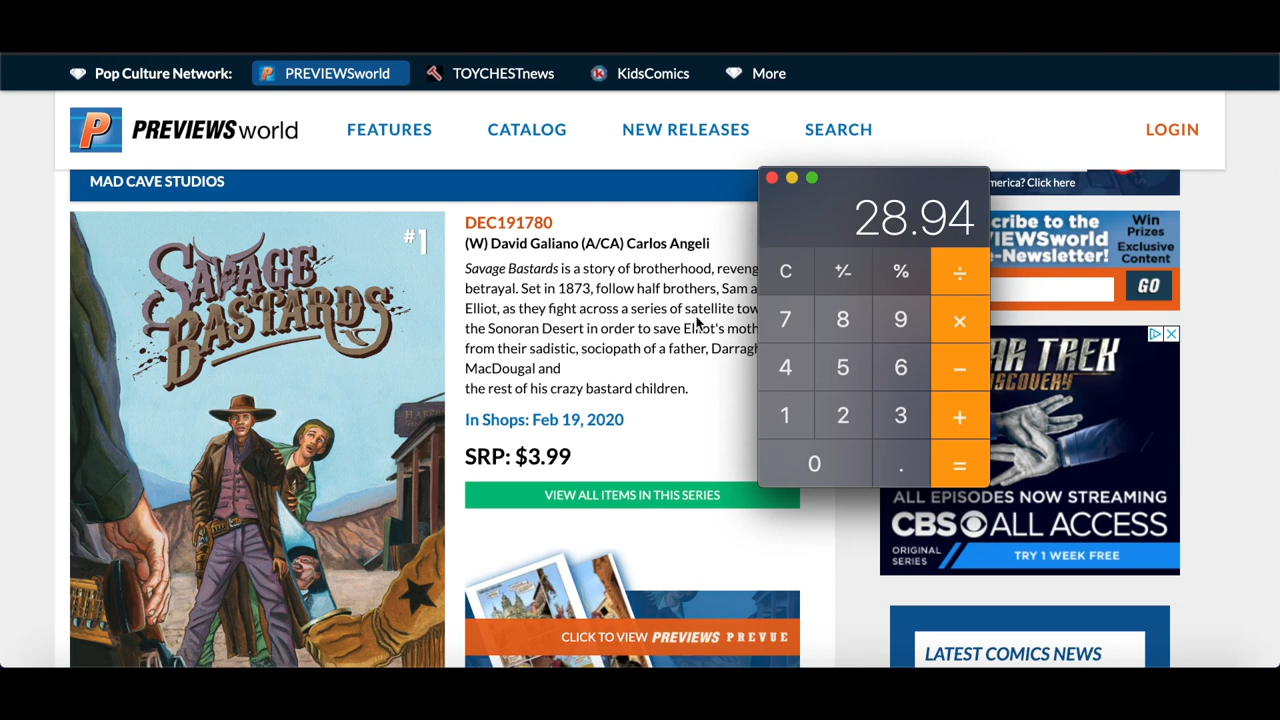 Pop Culture Network: PREVIEWSworld TOYCHESTnews KidsComics More
P PREVIEWSworld FEATURES CATALOG NEW RELEASES SEARCH LOGIN
MAD CAVE STUDIOS
#1
SAVAGE
BASTARDS
DEC191780
(W) David Galiano (A/CA) Carlos Angeli
Savage Bastards is a story of brotherhood, reveng
betrayal. Set in 1873, follow half brothers, Sam a
Elliot, as they fight across a series of satellite tow
the Sonoran Desert in order to save Elliot's moth
from their sadistic, sociopath of a father, Darragh
MacDougal and
the rest of his crazy bastard children.
In Shops: Feb 19, 2020
SRP: $3.99
VIEW ALL ITEMS IN THIS SERIES
CLICK TO VIEW PREVIEWS PREVUE
28.94
C +/- % ÷
7 8 9 ×
4 5 6 −
1 2 3 +
0 . =
merica? Click here
cribe to the
IEWSworld
e-Newsletter!
Win
Prizes
Exclusive
Content
GO
AR TREK
ISCOVERY
ALL EPISODES NOW STREAMING
CBS ALL ACCESS
ORIGINAL
SERIES
TRY 1 WEEK FREE
LATEST COMICS NEWS